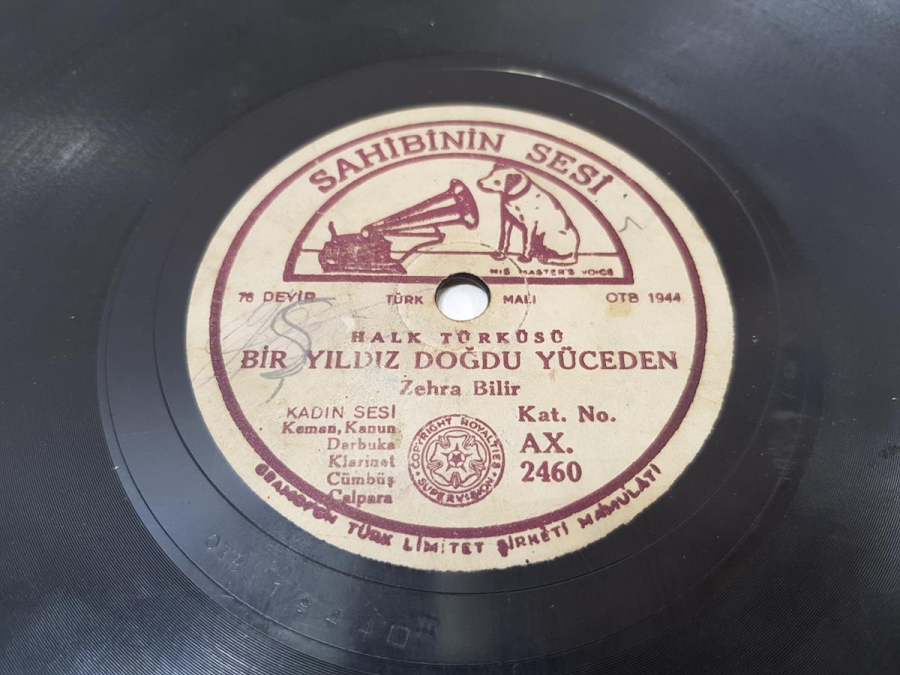 SAHİBİNİN SESİ
HIS MASTER'S VOICE
78 DEVİR TÜRK MALI OTB 1944
HALK TÜRKÜSÜ
BİR YILDIZ DOĞDU YÜCEDEN
Zehra Bilir
KADIN SESİ
Keman, Kanun
Darbuka
Klarinet
Cümbüş
Çalpara
COPYRIGHT ROYALTIES SUPERVISION
Kat. No.
AX.
2460
GRAMOFON TÜRK LİMİTET ŞİRKETİ MAMULATI
OTB 1944